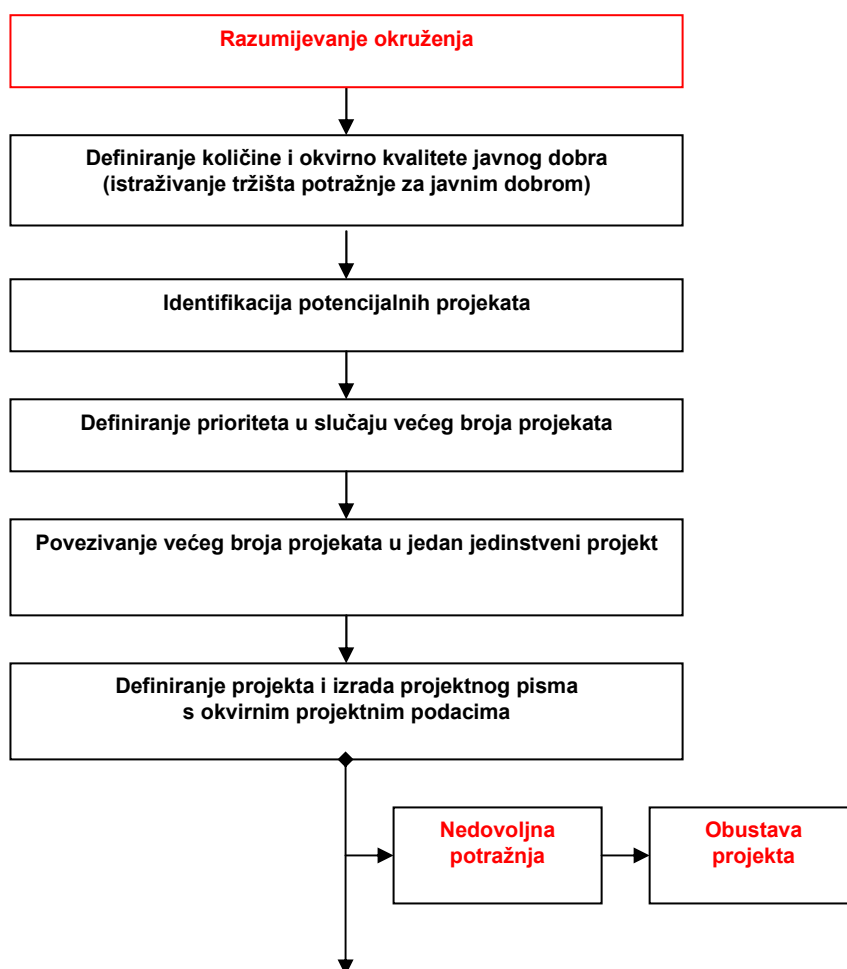 Razumijevanje okruženja
Definiranje količine i okvirno kvalitete javnog dobra
(istraživanje tržišta potražnje za javnim dobrom)
Identifikacija potencijalnih projekata
Definiranje prioriteta u slučaju većeg broja projekata
Povezivanje većeg broja projekata u jedan jedinstveni projekt
Definiranje projekta i izrada projektnog pisma
s okvirnim projektnim podacima
Nedovoljna
potražnja
Obustava
projekta